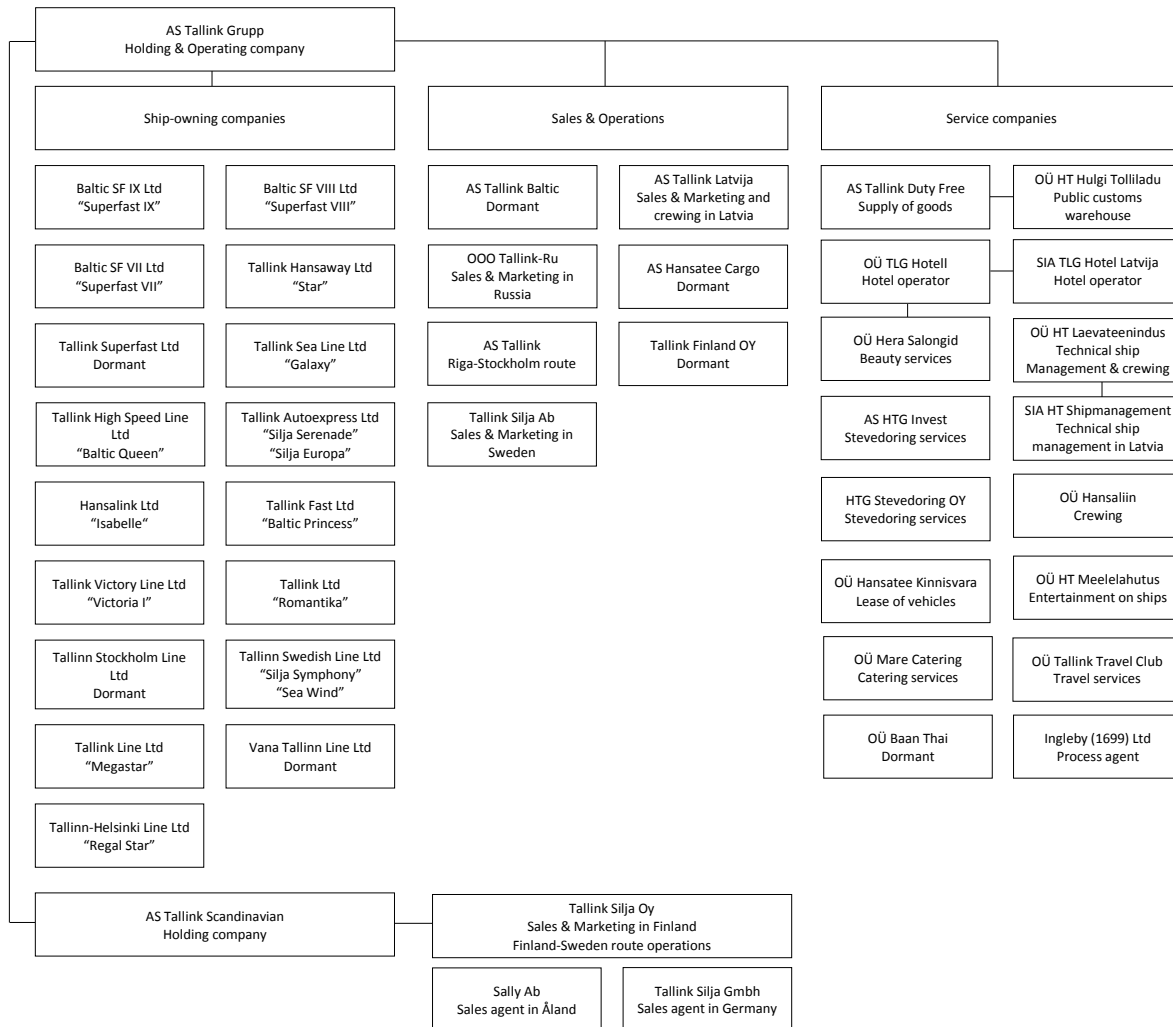 AS Tallink Grupp
Holding & Operating company
Ship-owning companies
Sales & Operations
Service companies
Baltic SF IX Ltd
“Superfast IX”
Baltic SF VIII Ltd
“Superfast VIII”
AS Tallink Baltic
Dormant
AS Tallink Latvija
Sales & Marketing and
crewing in Latvia
AS Tallink Duty Free
Supply of goods
OÜ HT Hulgi Tolliladu
Public customs
warehouse
Baltic SF VII Ltd
“Superfast VII”
Tallink Hansaway Ltd
“Star”
OOO Tallink-Ru
Sales & Marketing in
Russia
AS Hansatee Cargo
Dormant
OÜ TLG Hotell
Hotel operator
SIA TLG Hotel Latvija
Hotel operator
Tallink Superfast Ltd
Dormant
Tallink Sea Line Ltd
“Galaxy”
AS Tallink
Riga-Stockholm route
Tallink Finland OY
Dormant
OÜ Hera Salongid
Beauty services
OÜ HT Laevateenindus
Technical ship
Management & crewing
Tallink High Speed Line
Ltd
“Baltic Queen”
Tallink Autoexpress Ltd
“Silja Serenade”
“Silja Europa”
Tallink Silja Ab
Sales & Marketing in
Sweden
AS HTG Invest
Stevedoring services
SIA HT Shipmanagement
Technical ship
management in Latvia
Hansalink Ltd
“Isabelle“
Tallink Fast Ltd
“Baltic Princess”
HTG Stevedoring OY
Stevedoring services
OÜ Hansaliin
Crewing
Tallink Victory Line Ltd
“Victoria I”
Tallink Ltd
“Romantika”
OÜ Hansatee Kinnisvara
Lease of vehicles
OÜ HT Meelelahutus
Entertainment on ships
Tallinn Stockholm Line
Ltd
Dormant
Tallinn Swedish Line Ltd
“Silja Symphony”
“Sea Wind”
OÜ Mare Catering
Catering services
OÜ Tallink Travel Club
Travel services
Tallink Line Ltd
“Megastar”
Vana Tallinn Line Ltd
Dormant
OÜ Baan Thai
Dormant
Ingleby (1699) Ltd
Process agent
Tallinn-Helsinki Line Ltd
“Regal Star”
AS Tallink Scandinavian
Holding company
Tallink Silja Oy
Sales & Marketing in Finland
Finland-Sweden route operations
Sally Ab
Sales agent in Åland
Tallink Silja Gmbh
Sales agent in Germany